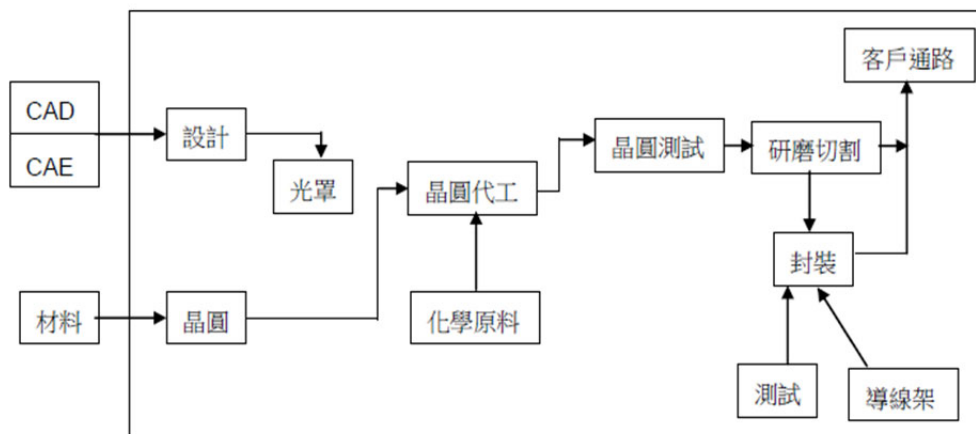 客戶通路
CAD
CAE
設計
晶圓測試
研磨切割
光罩
晶圓代工
封裝
材料
晶圓
化學原料
測試
導線架